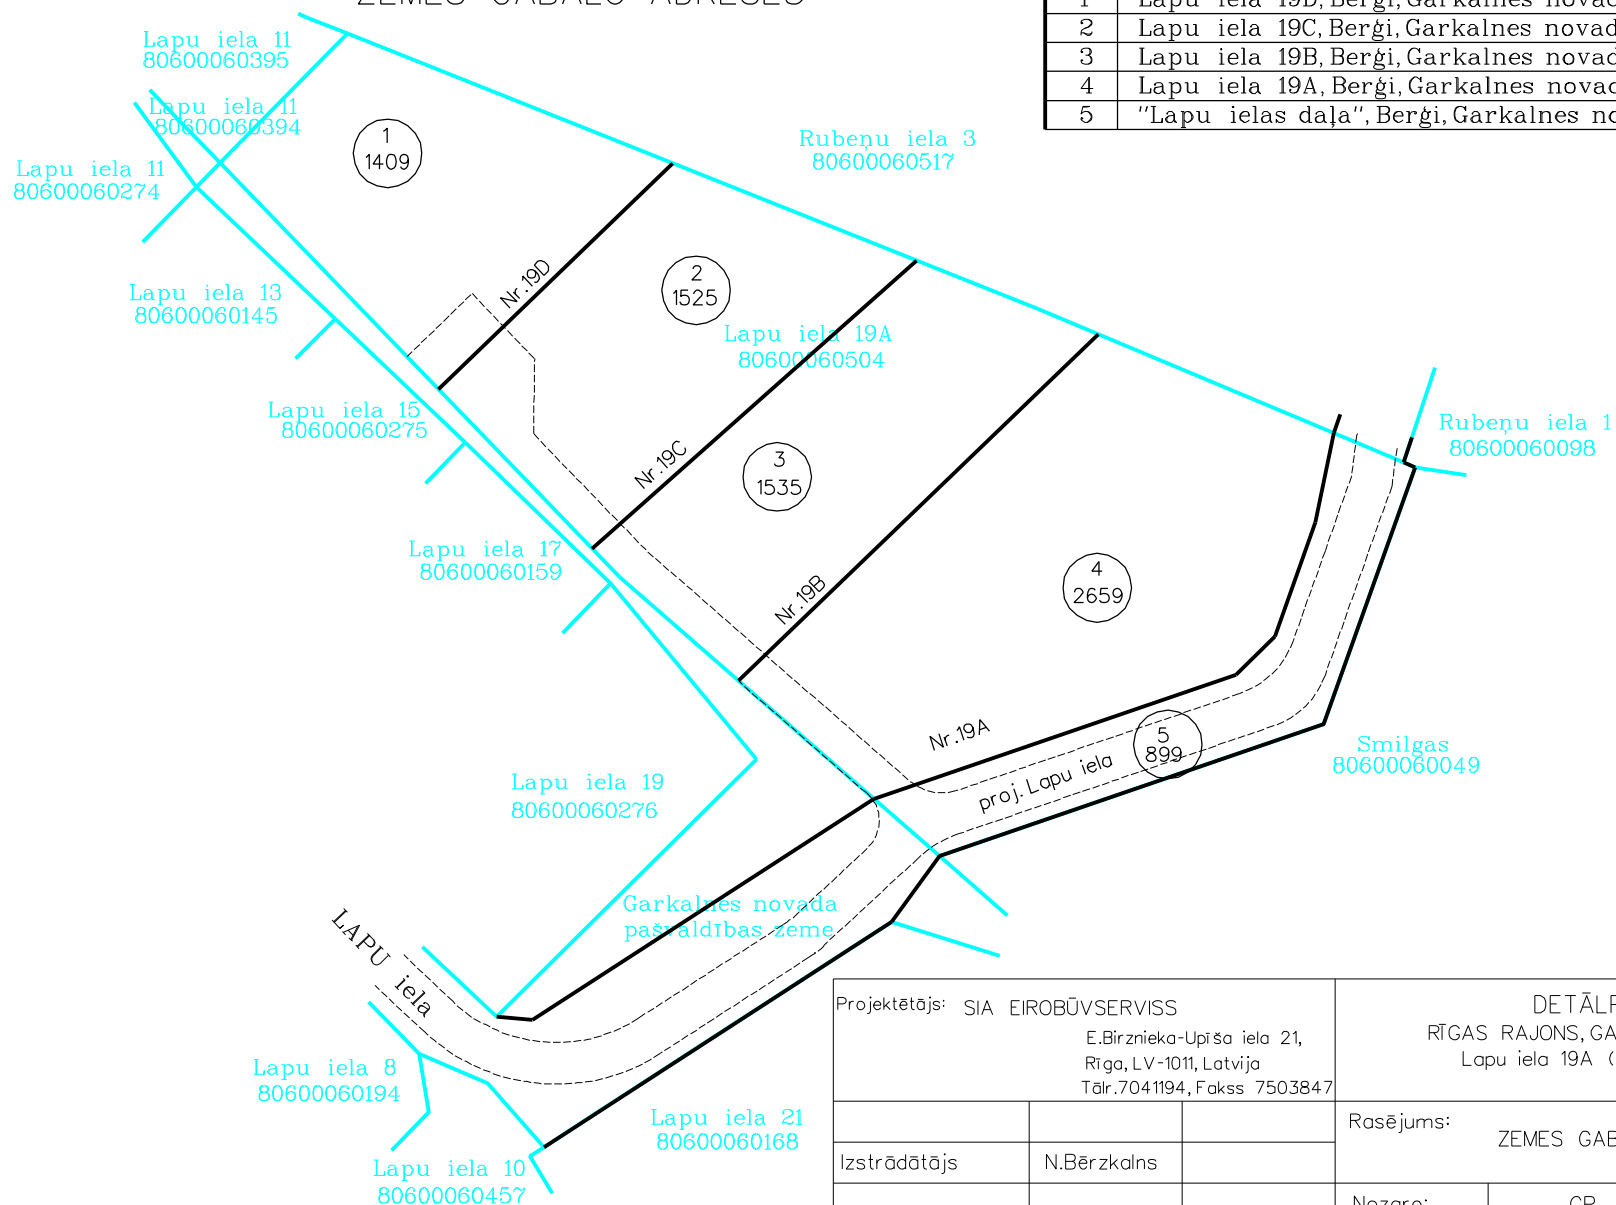 ZEMES GABALU ADRESES
1 Lapu iela 19D, Berģi, Garkalnes novad
2 Lapu iela 19C, Berģi, Garkalnes novad
3 Lapu iela 19B, Berģi, Garkalnes novad
4 Lapu iela 19A, Berģi, Garkalnes novad
5 "Lapu ielas daļa", Berģi, Garkalnes no
Lapu iela 11
80600060395
Lapu iela 11
80600060394
Lapu iela 11
80600060274
1
1409
Rubeņu iela 3
80600060517
Nr.19D
2
1525
Lapu iela 13
80600060145
Lapu iela 19A
80600060504
Lapu iela 15
80600060275
Nr.19C
3
1535
Rubeņu iela 1
80600060098
Lapu iela 17
80600060159
Nr.19B
4
2659
Nr.19A
5
899
proj. Lapu iela
Smilgas
80600060049
Lapu iela 19
80600060276
Garkalnes novada
pašvaldības zeme
LAPU iela
Lapu iela 8
80600060194
Lapu iela 21
80600060168
Lapu iela 10
80600060457
Projektētājs: SIA EIROBŪVSERVISS
E.Birznieka-Upīša iela 21,
Rīga, LV-1011, Latvija
Tālr.7041194, Fakss 7503847
DETĀLP
RĪGAS RAJONS, GA
Lapu iela 19A (
Rasējums:
ZEMES GAB
Izstrādātājs N.Bērzkalns
Nozare: GP